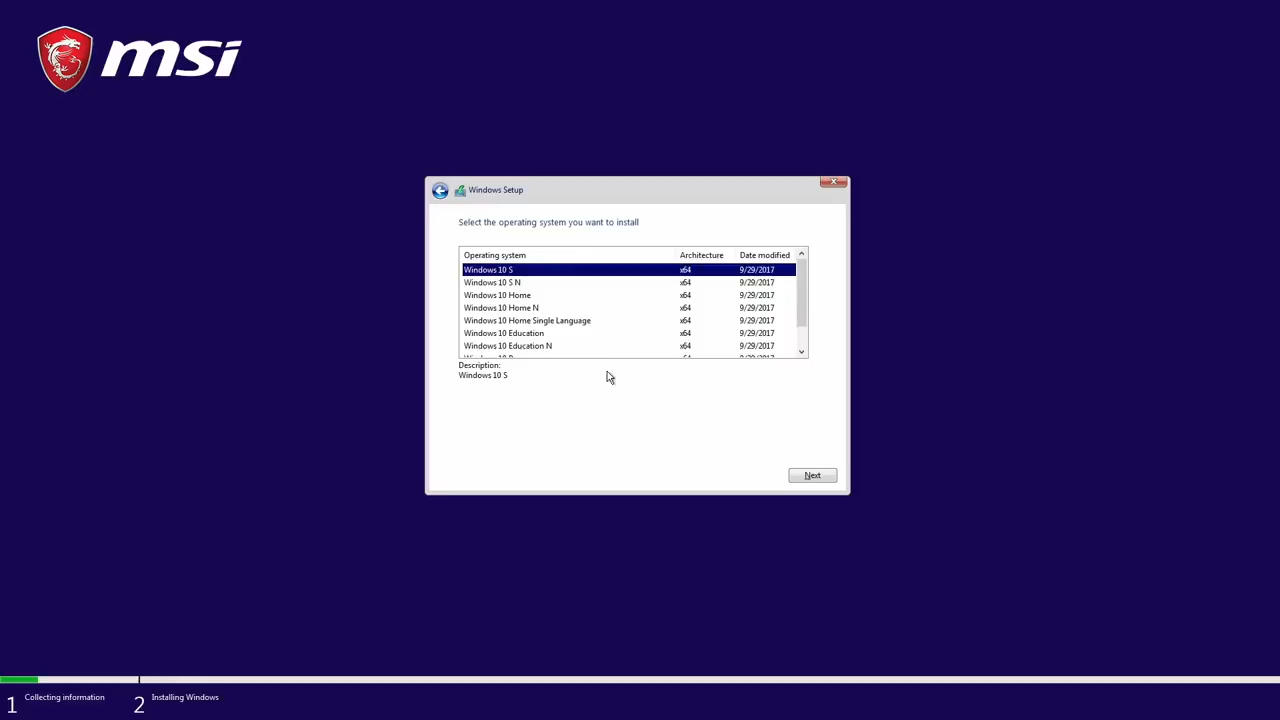 msi
Windows Setup
Select the operating system you want to install
Operating system Architecture Date modified
Windows 10 S x64 9/29/2017
Windows 10 S N x64 9/29/2017
Windows 10 Home x64 9/29/2017
Windows 10 Home N x64 9/29/2017
Windows 10 Home Single Language x64 9/29/2017
Windows 10 Education x64 9/29/2017
Windows 10 Education N x64 9/29/2017
Description:
Windows 10 S
Next
1 Collecting information 2 Installing Windows